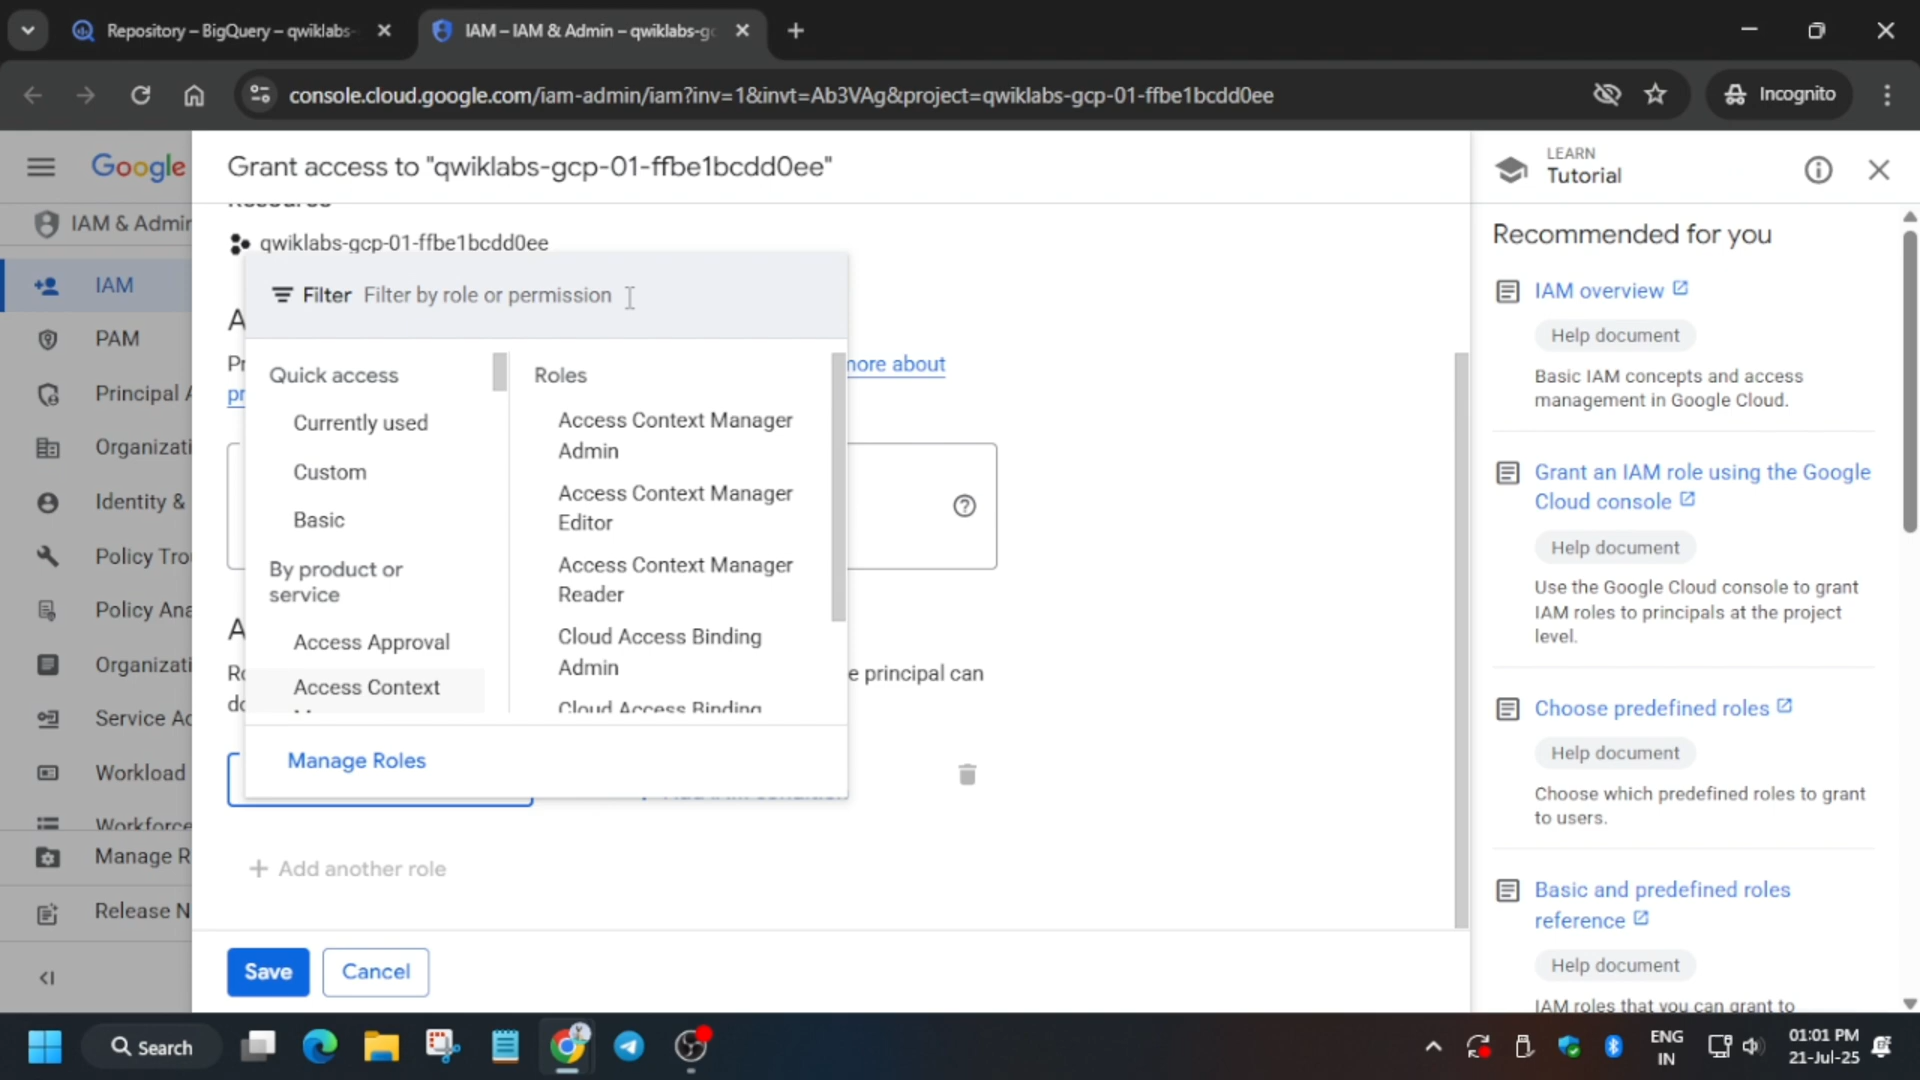 Repository – BigQuery – qwiklabs-
IAM – IAM & Admin – qwiklabs-gc
console.cloud.google.com/iam-admin/iam?inv=1&invt=Ab3VAg&project=qwiklabs-gcp-01-ffbe1bcdd0ee
Incognito
Google
Grant access to "qwiklabs-gcp-01-ffbe1bcdd0ee"
LEARN
Tutorial
IAM & Admin
IAM
PAM
Principal A
Organizati
Identity &
Policy Tro
Policy Ana
Organizati
Service Ac
Workload
Workforce
Manage R
Release N
Resource
qwiklabs-gcp-01-ffbe1bcdd0ee
Filter Filter by role or permission
A
Pr
more about
pr
Quick access
Currently used
Custom
Basic
By product or
service
Access Approval
Access Context
Roles
Access Context Manager
Admin
Access Context Manager
Editor
Access Context Manager
Reader
Cloud Access Binding
Admin
Cloud Access Binding
A
Ro
e principal can
do
Manage Roles
Add another role
Save
Cancel
Recommended for you
IAM overview
Help document
Basic IAM concepts and access
management in Google Cloud.
Grant an IAM role using the Google
Cloud console
Help document
Use the Google Cloud console to grant
IAM roles to principals at the project
level.
Choose predefined roles
Help document
Choose which predefined roles to grant
to users.
Basic and predefined roles
reference
Help document
IAM roles that you can grant to
Search
ENG
IN
01:01 PM
21-Jul-25